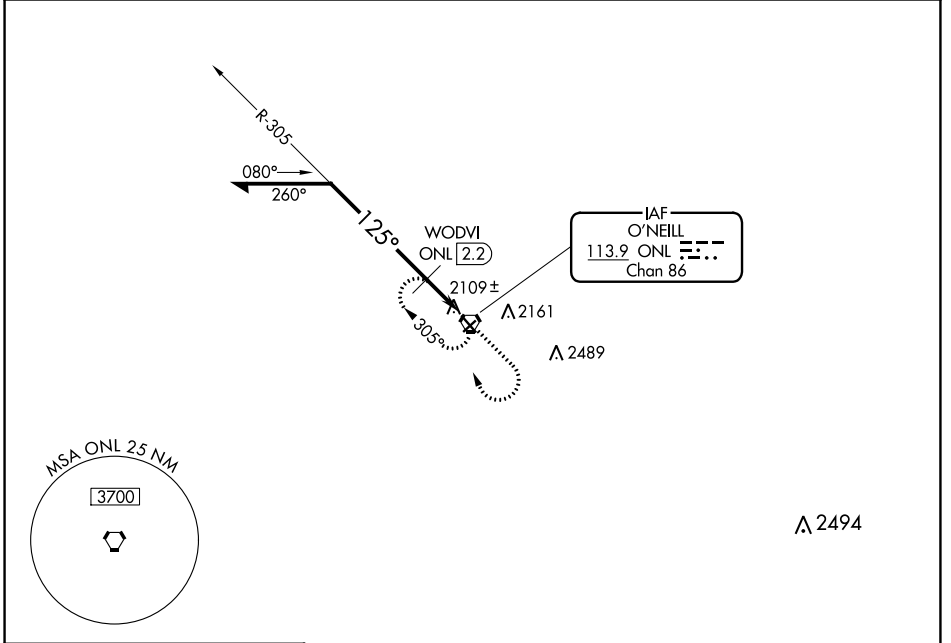 R-305
080°
260°
125°
WODVI
ONL 2.2
IAF
O'NEILL
113.9 ONL
Chan 86
2109±
2161
305°
2489
MSA ONL 25 NM
3700
2494